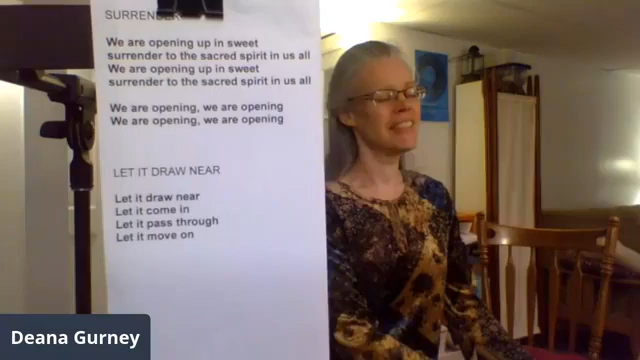 SURRENDER
We are opening up in sweet
surrender to the sacred spirit in us all
We are opening up in sweet
surrender to the sacred spirit in us all
We are opening, we are opening
We are opening, we are opening
LET IT DRAW NEAR
Let it draw near
Let it come in
Let it pass through
Let it move on
Deana Gurney